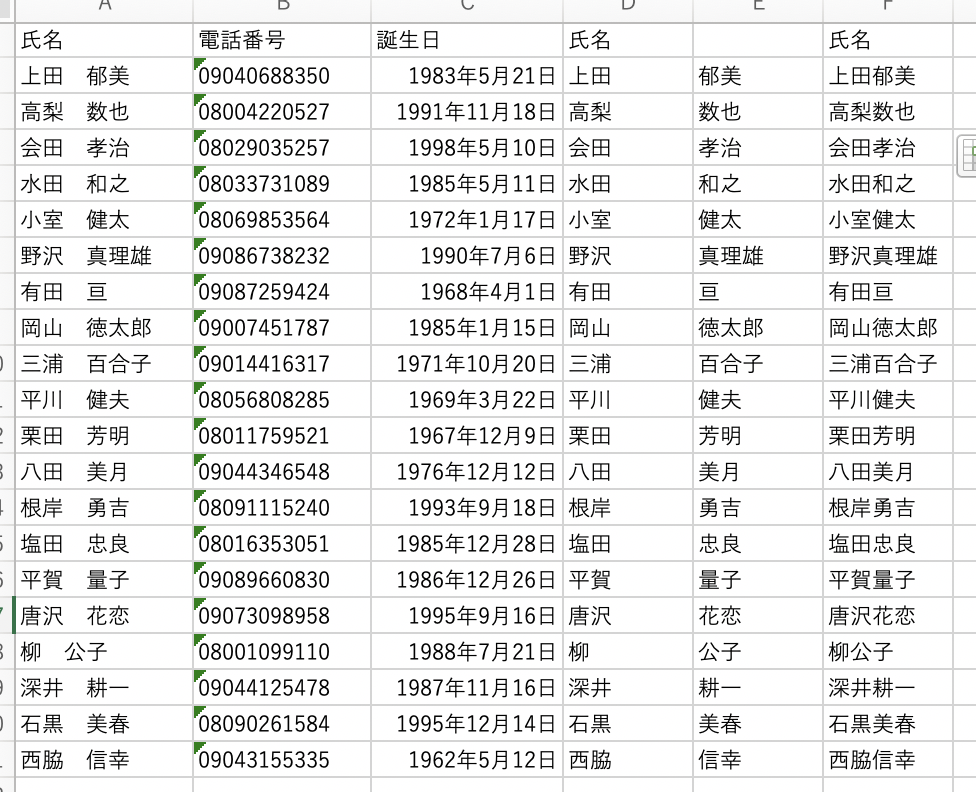 A B C D E F
氏名 電話番号 誕生日 氏名 氏名
上田　郁美 09040688350 1983年5月21日 上田 郁美 上田郁美
高梨　数也 08004220527 1991年11月18日 高梨 数也 高梨数也
会田　孝治 08029035257 1998年5月10日 会田 孝治 会田孝治
水田　和之 08033731089 1985年5月11日 水田 和之 水田和之
小室　健太 08069853564 1972年1月17日 小室 健太 小室健太
野沢　真理雄 09086738232 1990年7月6日 野沢 真理雄 野沢真理雄
有田　亘 09087259424 1968年4月1日 有田 亘 有田亘
岡山　徳太郎 09007451787 1985年1月15日 岡山 徳太郎 岡山徳太郎
三浦　百合子 09014416317 1971年10月20日 三浦 百合子 三浦百合子
平川　健夫 08056808285 1969年3月22日 平川 健夫 平川健夫
栗田　芳明 08011759521 1967年12月9日 栗田 芳明 栗田芳明
八田　美月 09044346548 1976年12月12日 八田 美月 八田美月
根岸　勇吉 08091115240 1993年9月18日 根岸 勇吉 根岸勇吉
塩田　忠良 08016353051 1985年12月28日 塩田 忠良 塩田忠良
平賀　量子 09089660830 1986年12月26日 平賀 量子 平賀量子
唐沢　花恋 09073098958 1995年9月16日 唐沢 花恋 唐沢花恋
柳　公子 08001099110 1988年7月21日 柳 公子 柳公子
深井　耕一 09044125478 1987年11月16日 深井 耕一 深井耕一
石黒　美春 08090261584 1995年12月14日 石黒 美春 石黒美春
西脇　信幸 09043155335 1962年5月12日 西脇 信幸 西脇信幸